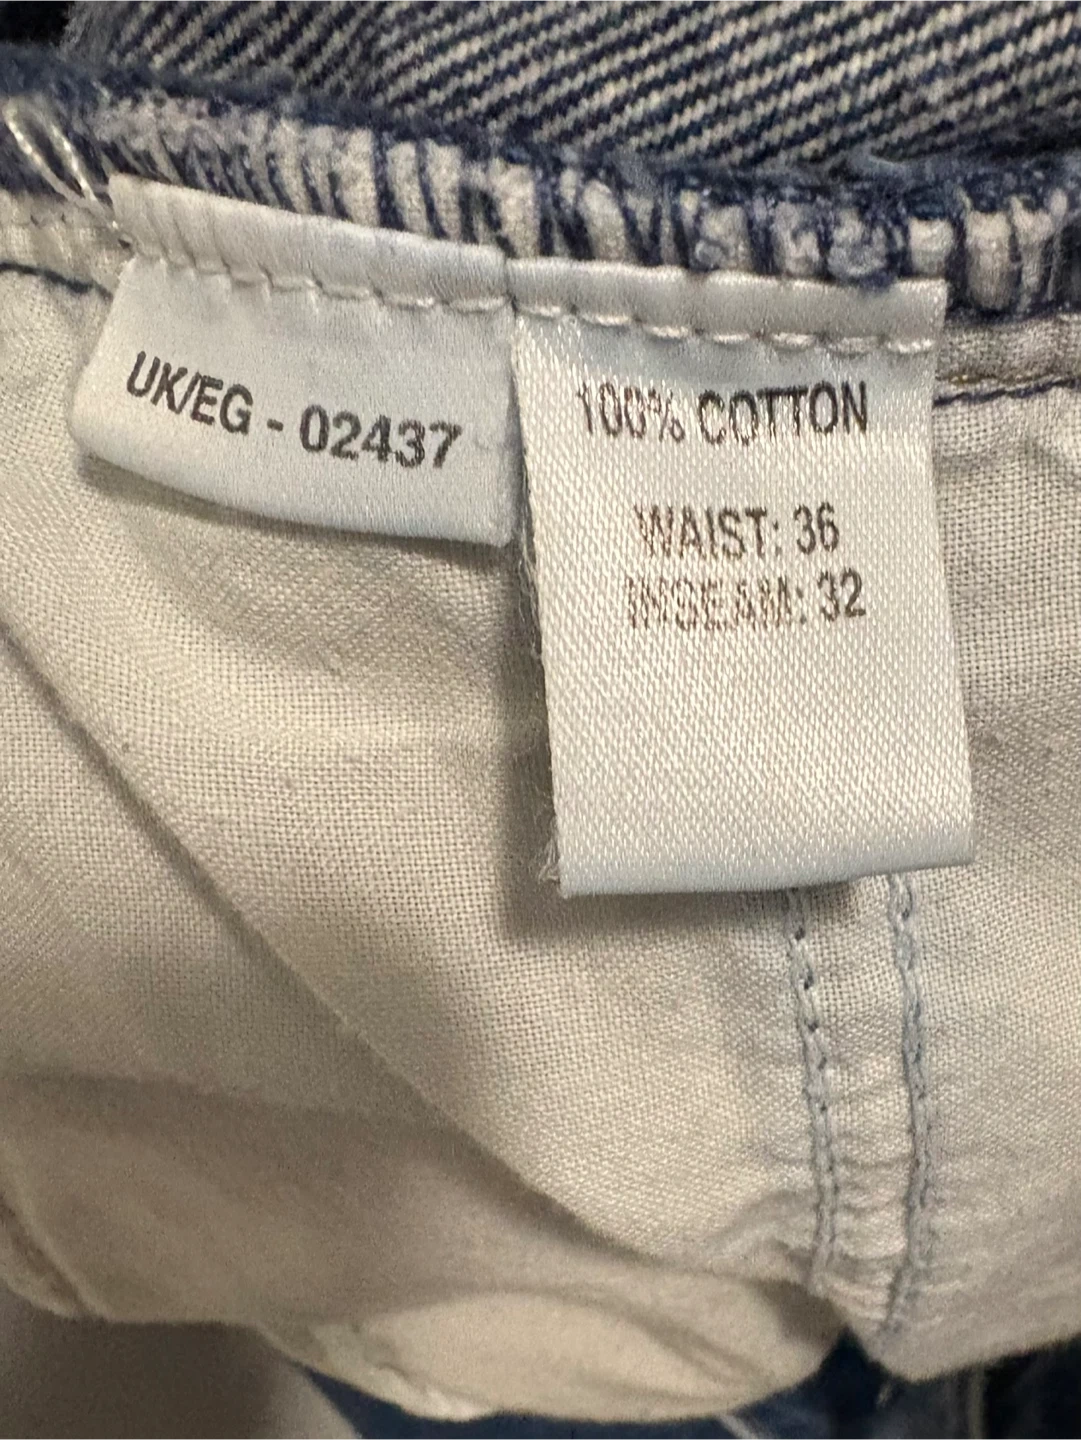 UK/EG - 02437
100% COTTON
WAIST: 36
INSEAM: 32